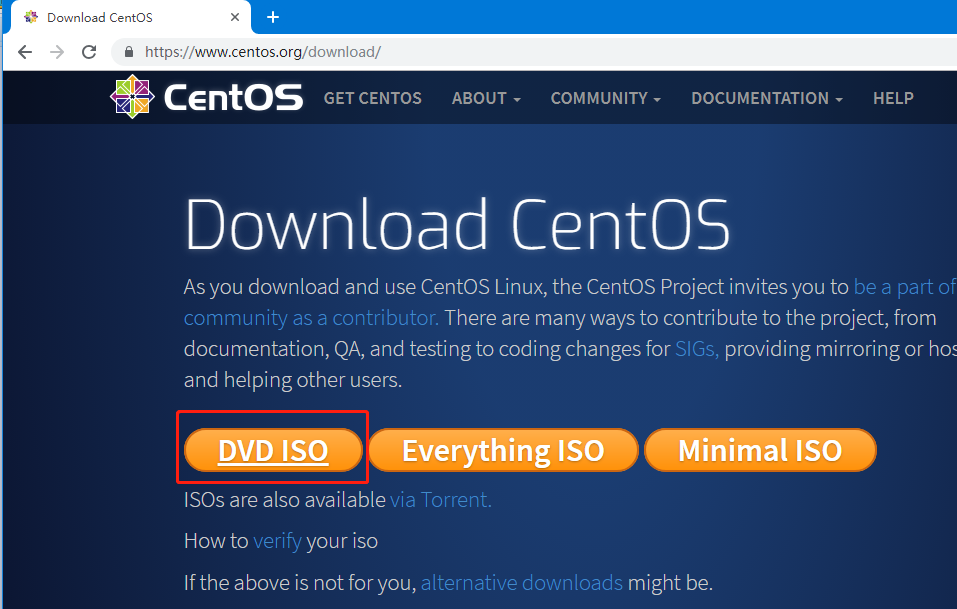 Download CentOS
https://www.centos.org/download/
CentOS GET CENTOS ABOUT COMMUNITY DOCUMENTATION HELP
Download CentOS
As you download and use CentOS Linux, the CentOS Project invites you to be a part of
community as a contributor. There are many ways to contribute to the project, from
documentation, QA, and testing to coding changes for SIGs, providing mirroring or hos
and helping other users.
DVD ISO Everything ISO Minimal ISO
ISOs are also available via Torrent.
How to verify your iso
If the above is not for you, alternative downloads might be.